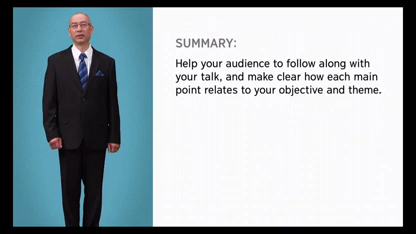 SUMMARY:
Help your audience to follow along with
your talk, and make clear how each main
point relates to your objective and theme.